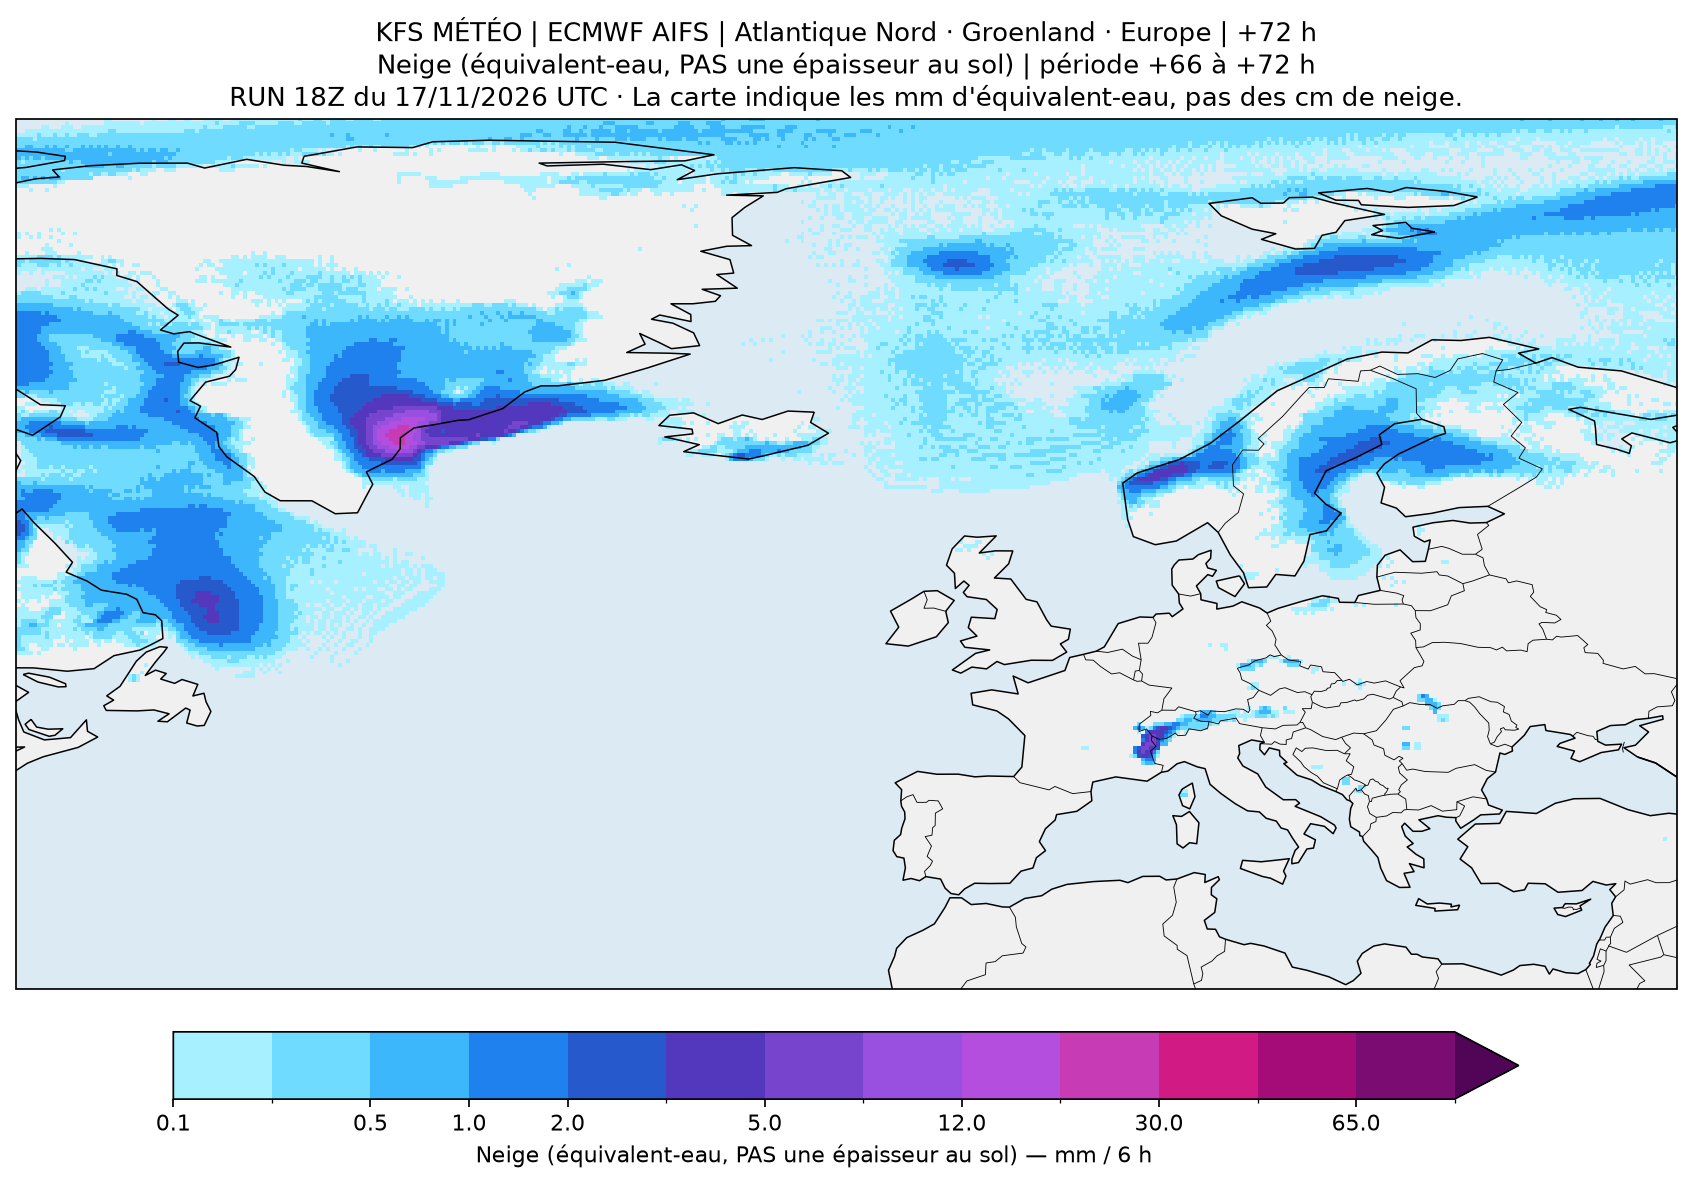 KFS MÉTÉO | ECMWF AIFS | Atlantique Nord · Groenland · Europe | +72 h
Neige (équivalent-eau, PAS une épaisseur au sol) | période +66 à +72 h
RUN 18Z du 17/11/2026 UTC · La carte indique les mm d'équivalent-eau, pas des cm de neige.
0.1 0.5 1.0 2.0 5.0 12.0 30.0 65.0
Neige (équivalent-eau, PAS une épaisseur au sol) — mm / 6 h